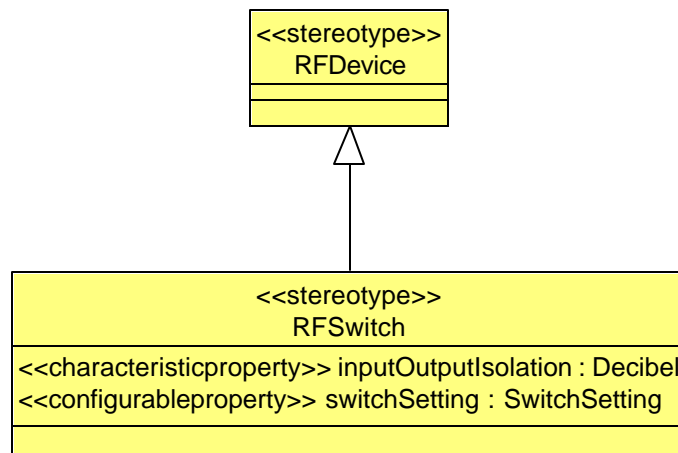 <<stereotype>>
RFDevice
<<stereotype>>
RFSwitch
<<characteristicproperty>> inputOutputIsolation : Decibel
<<configurableproperty>> switchSetting : SwitchSetting